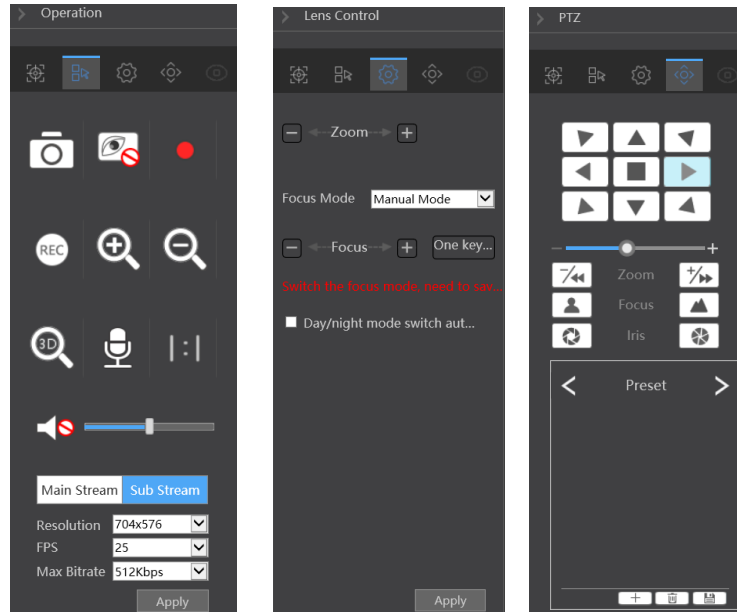 Operation
REC
3D
|:|
Main Stream Sub Stream
Resolution 704x576
FPS 25
Max Bitrate 512Kbps
Apply
Lens Control
Zoom
Focus Mode Manual Mode
Focus One key...
Switch the focus mode, need to sav...
Day/night mode switch aut...
Apply
PTZ
Zoom
Focus
Iris
Preset